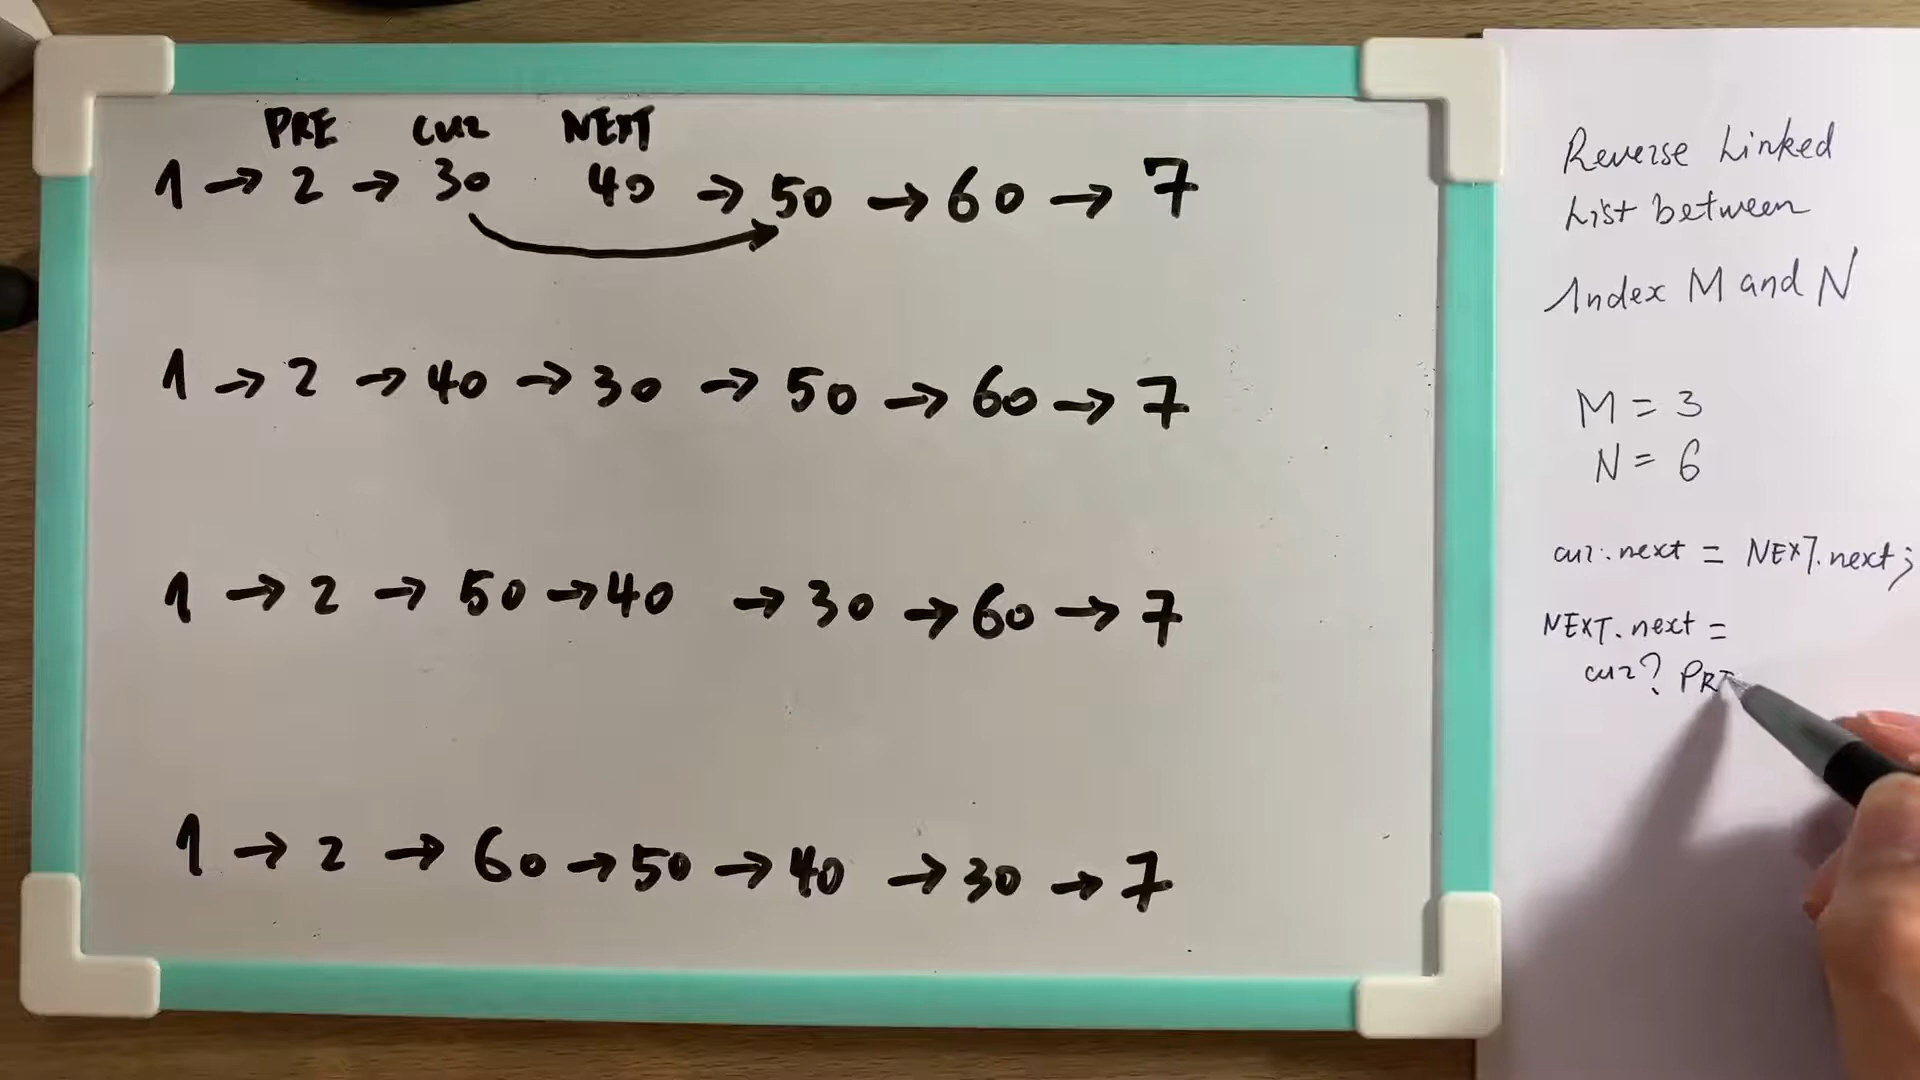 PRE cur NEXT
1 → 2 → 30 40 → 50 → 60 → 7
1 → 2 → 40 → 30 → 50 → 60 → 7
1 → 2 → 50 → 40 → 30 → 60 → 7
1 → 2 → 60 → 50 → 40 → 30 → 7
Reverse Linked
List between
Index M and N
M = 3
N = 6
cur.next = NEXT.next;
NEXT.next =
cur? PRE